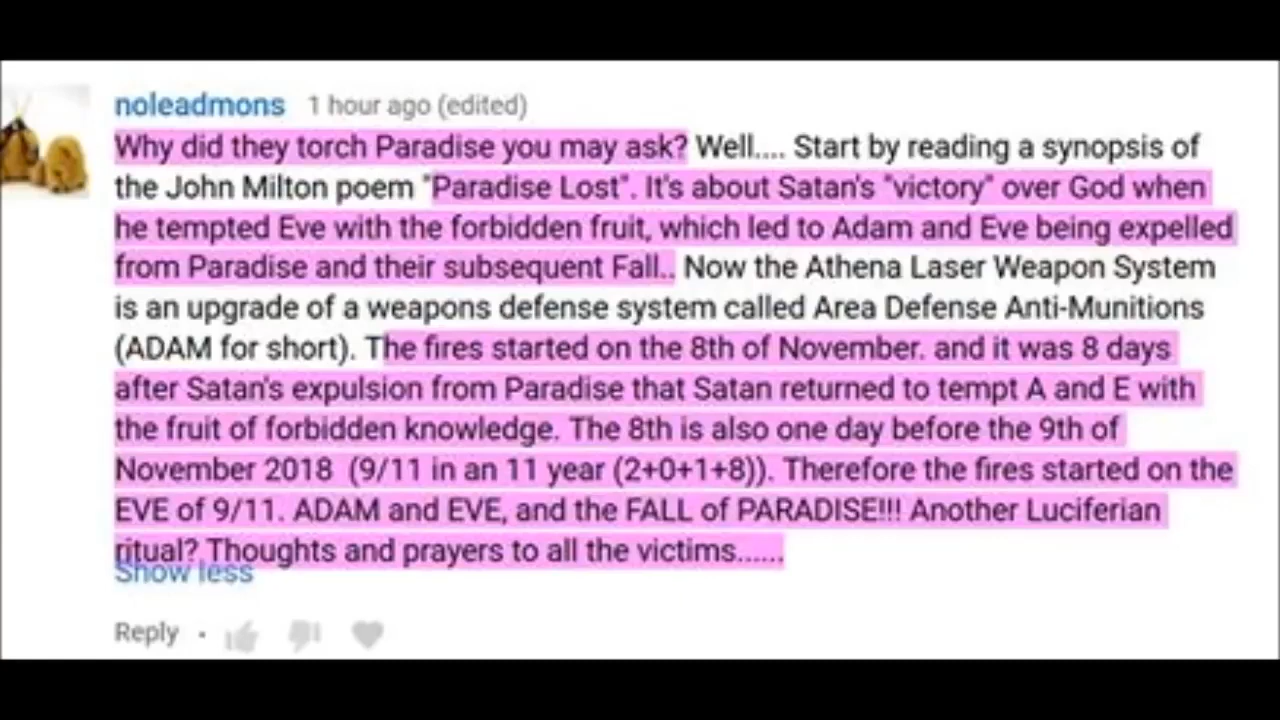 noleadmons 1 hour ago (edited)
Why did they torch Paradise you may ask? Well.... Start by reading a synopsis of
the John Milton poem "Paradise Lost". It's about Satan's "victory" over God when
he tempted Eve with the forbidden fruit, which led to Adam and Eve being expelled
from Paradise and their subsequent Fall.. Now the Athena Laser Weapon System
is an upgrade of a weapons defense system called Area Defense Anti-Munitions
(ADAM for short). The fires started on the 8th of November. and it was 8 days
after Satan's expulsion from Paradise that Satan returned to tempt A and E with
the fruit of forbidden knowledge. The 8th is also one day before the 9th of
November 2018 (9/11 in an 11 year (2+0+1+8)). Therefore the fires started on the
EVE of 9/11. ADAM and EVE, and the FALL of PARADISE!!! Another Luciferian
ritual? Thoughts and prayers to all the victims......
Show less
Reply